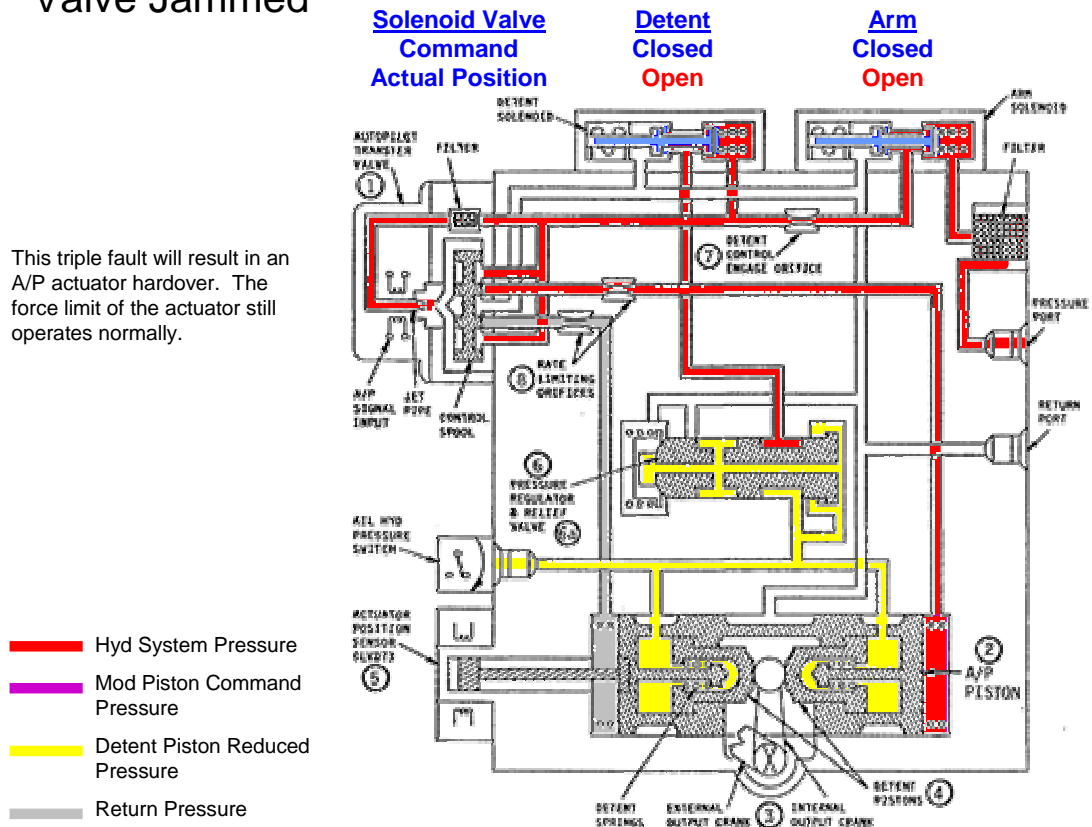 Valve Jammed
Solenoid Valve
Command
Actual Position
Detent
Closed
Open
Arm
Closed
Open
DETENT
SOLENOID
ARM
SOLENOID
AUTOPILOT
TRANSFER
VALVE
1
FILTER
FILTER
This triple fault will result in an
A/P actuator hardover. The
force limit of the actuator still
operates normally.
7
DETENT
CONTROL
ENGAGE ORIFICE
PRESSURE
PORT
8
RATE
LIMITING
ORIFICES
A/P
SIGNAL
INPUT
JET
PIPE
CONTROL
SPOOL
RETURN
PORT
6
PRESSURE
REGULATOR
& RELIEF
VALVE
6a
AIL HYD
PRESSURE
SWITCH
ACTUATOR
POSITION
SENSOR
5
2
A/P
PISTON
Hyd System Pressure
Mod Piston Command
Pressure
Detent Piston Reduced
Pressure
Return Pressure
DETENT
SPRINGS
EXTERNAL
OUTPUT CRANK
3
INTERNAL
OUTPUT CRANK
DETENT
PISTONS
4